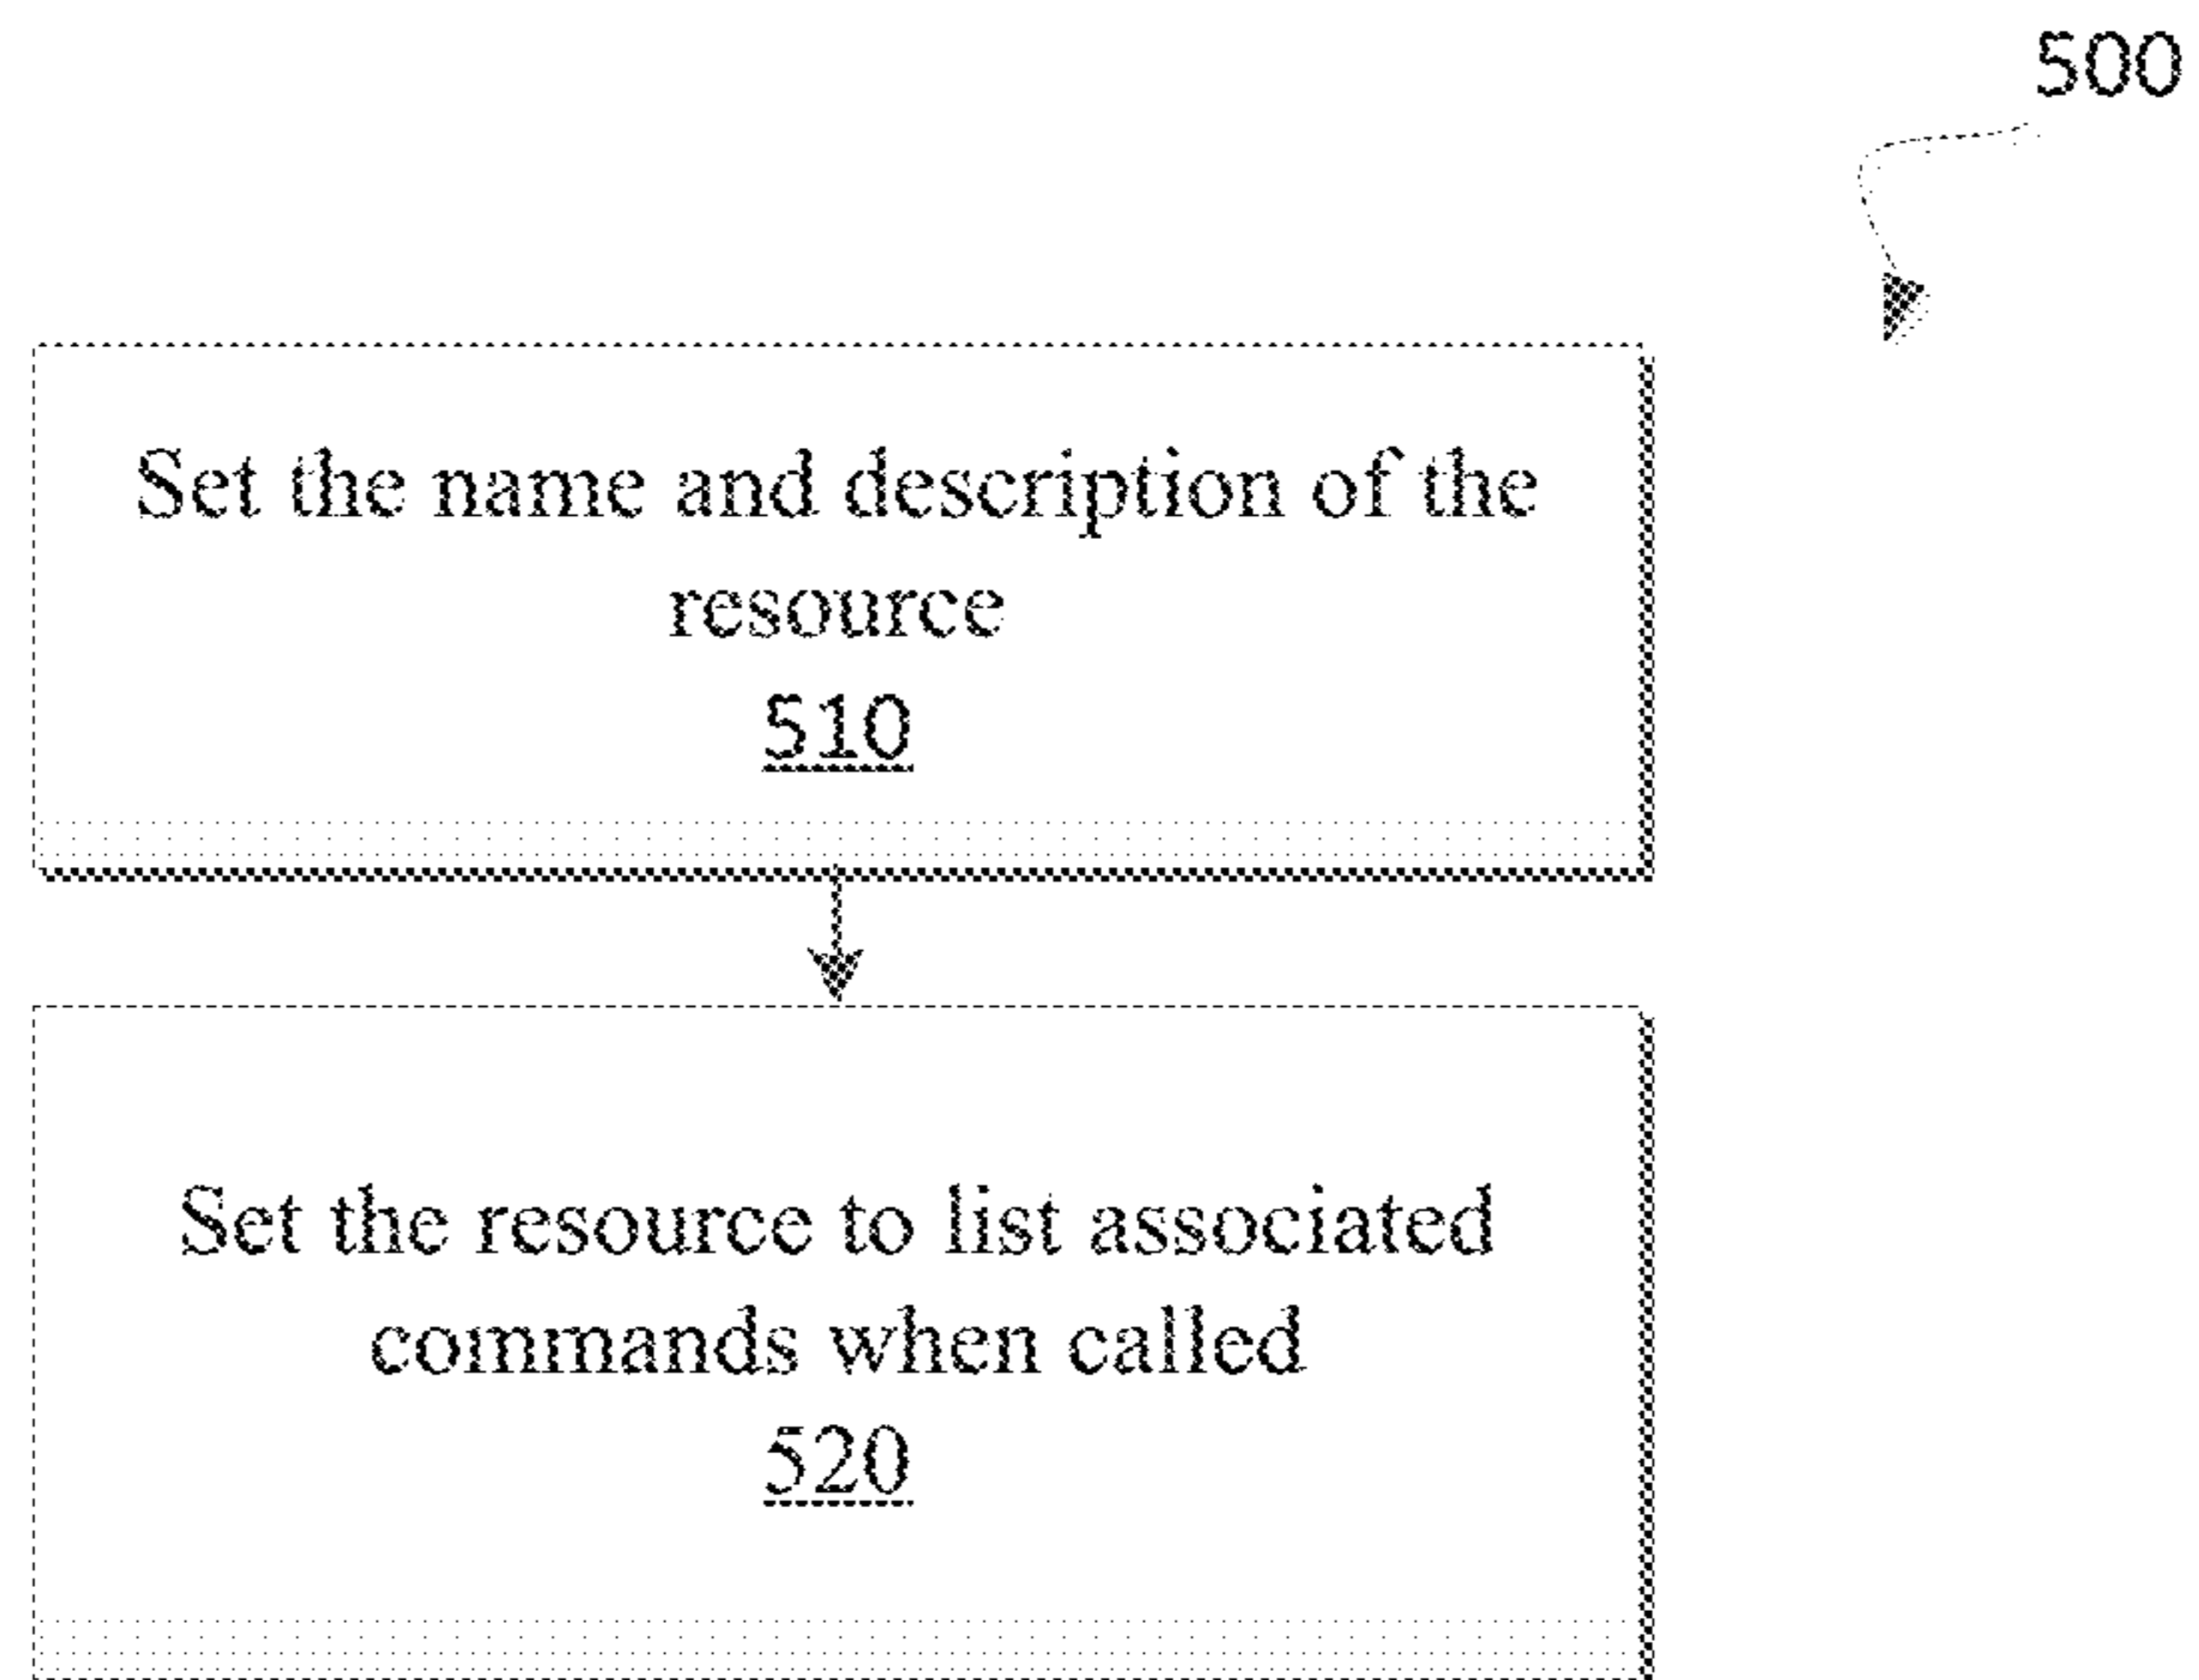 500
Set the name and description of the
resource
510
Set the resource to list associated
commands when called
520